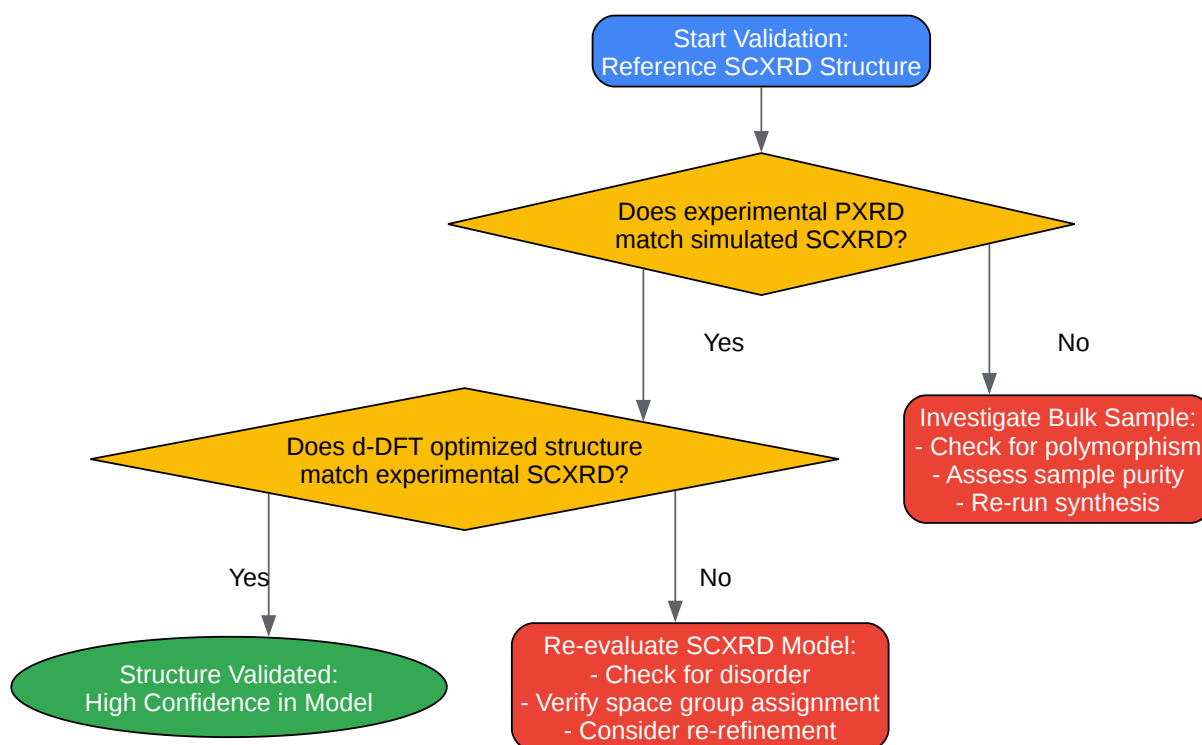 Start Validation:
Reference SCXRD Structure
Does experimental PXRD
match simulated SCXRD?
Yes
No
Does d-DFT optimized structure
match experimental SCXRD?
Investigate Bulk Sample:
- Check for polymorphism
- Assess sample purity
- Re-run synthesis
Yes
No
Structure Validated:
High Confidence in Model
Re-evaluate SCXRD Model:
- Check for disorder
- Verify space group assignment
- Consider re-refinement